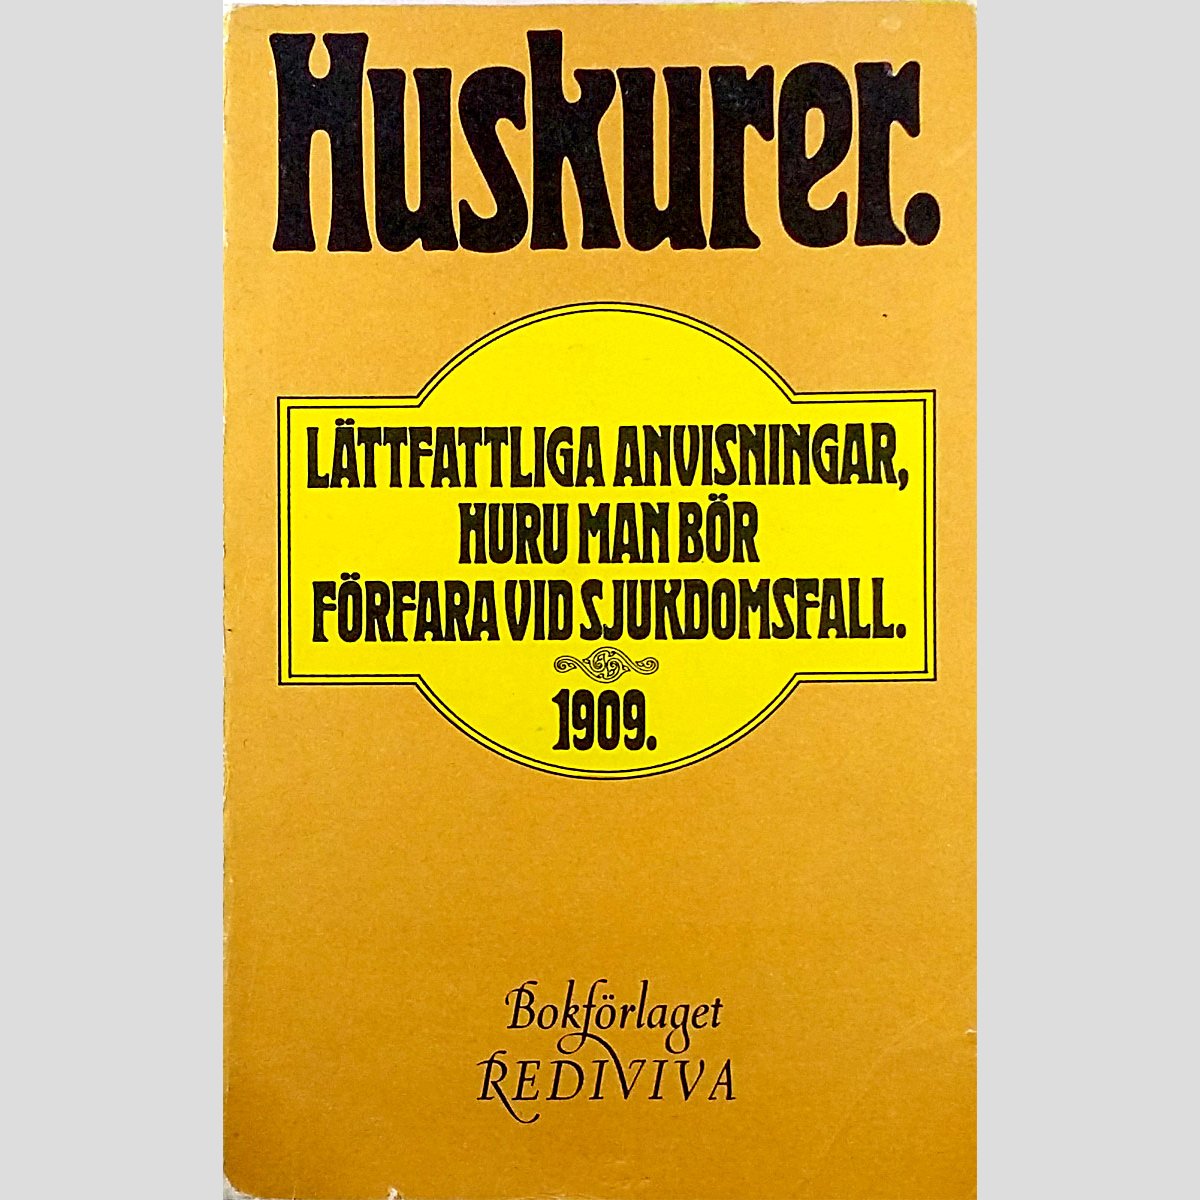 Huskurer.
LÄTTFATTLIGA ANVISNINGAR,
HURU MAN BÖR
FÖRFARA VID SJUKDOMSFALL.
1909.
Bokförlaget
REDIVIVA